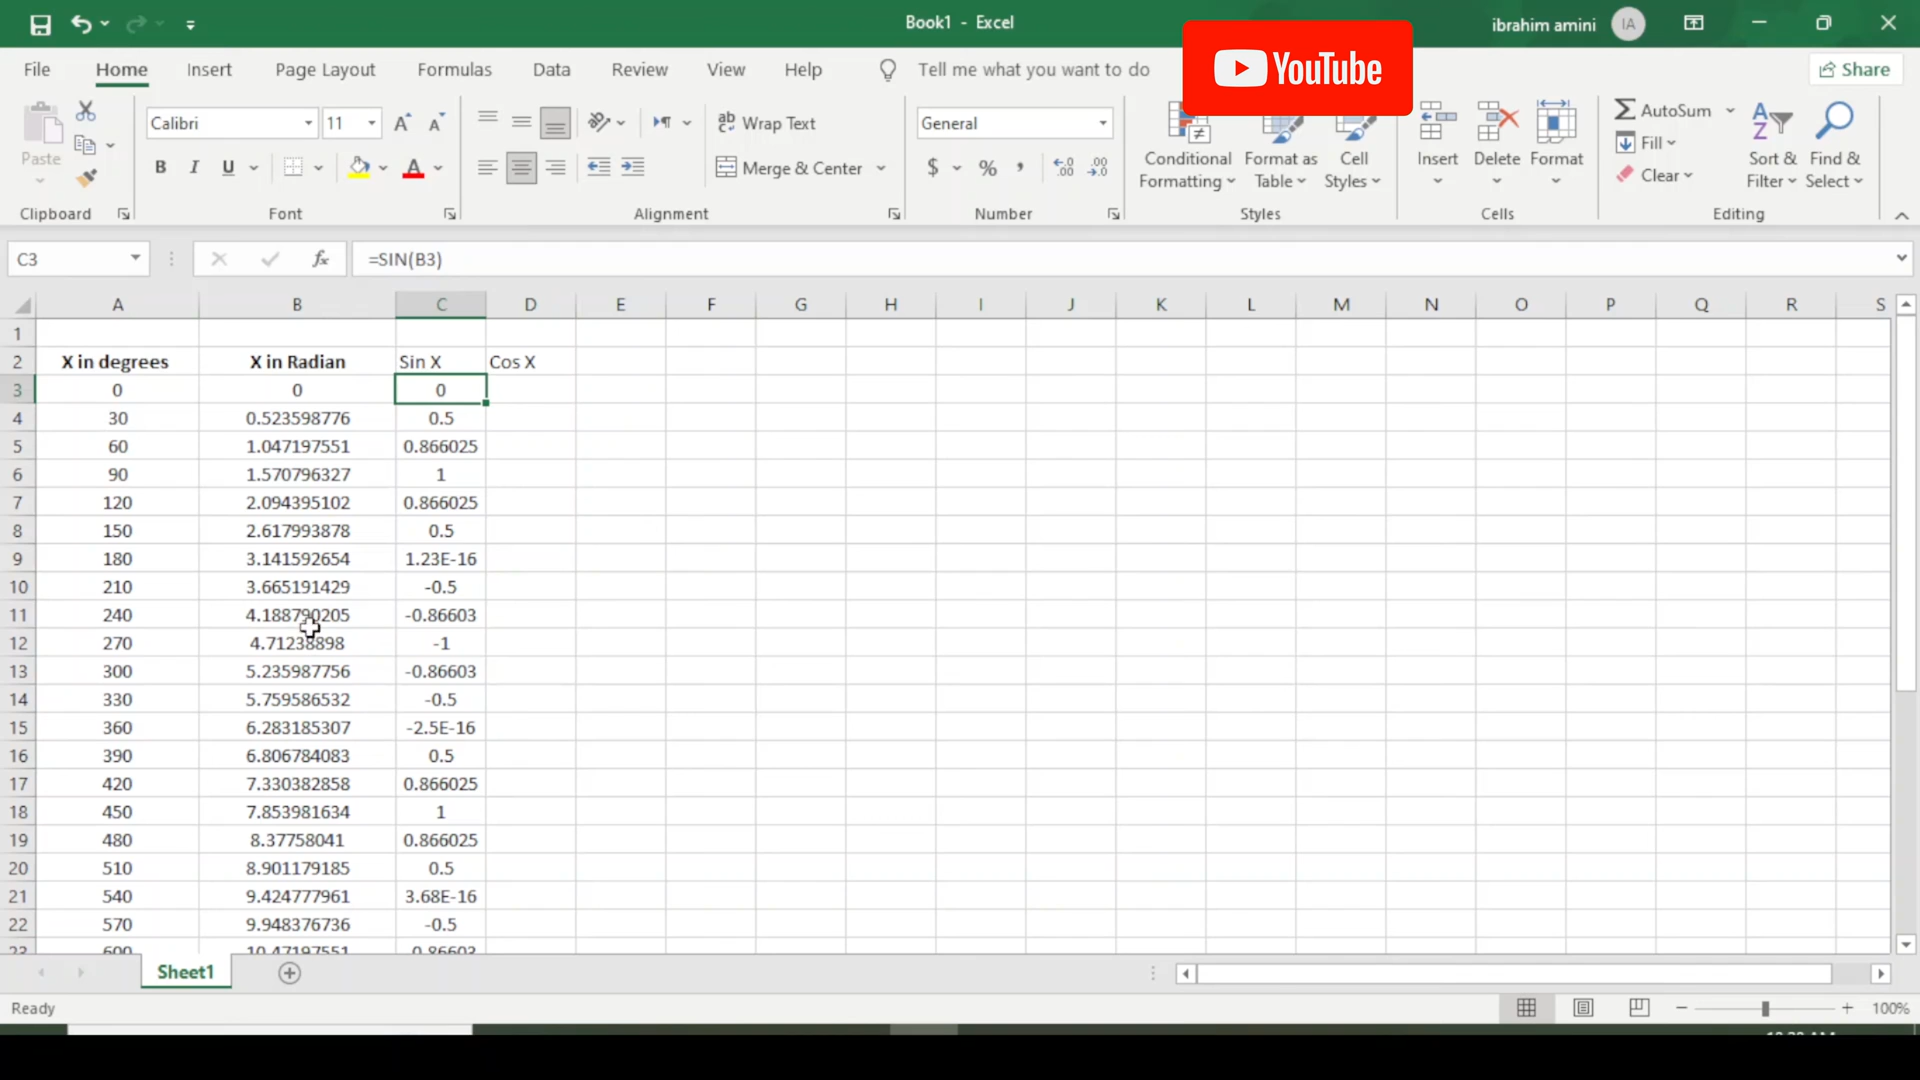 Book1 - Excel
YouTube
ibrahim amini
IA
File Home Insert Page Layout Formulas Data Review View Help Tell me what you want to do Share
Paste
Clipboard
Calibri 11
B I U
Font
Wrap Text
Merge & Center
Alignment
General
$ % ,
Number
Conditional Formatting
Format as Table
Cell Styles
Styles
Insert Delete Format
Cells
AutoSum
Fill
Clear
Sort & Filter
Find & Select
Editing
C3 fx =SIN(B3)
A B C D E F G H I J K L M N O P Q R S
1
2 X in degrees X in Radian Sin X Cos X
3 0 0 0
4 30 0.523598776 0.5
5 60 1.047197551 0.866025
6 90 1.570796327 1
7 120 2.094395102 0.866025
8 150 2.617993878 0.5
9 180 3.141592654 1.23E-16
10 210 3.665191429 -0.5
11 240 4.188790205 -0.86603
12 270 4.71238898 -1
13 300 5.235987756 -0.86603
14 330 5.759586532 -0.5
15 360 6.283185307 -2.5E-16
16 390 6.806784083 0.5
17 420 7.330382858 0.866025
18 450 7.853981634 1
19 480 8.37758041 0.866025
20 510 8.901179185 0.5
21 540 9.424777961 3.68E-16
22 570 9.948376736 -0.5
23 600 10.47197551 -0.86603
Sheet1
Ready
100%